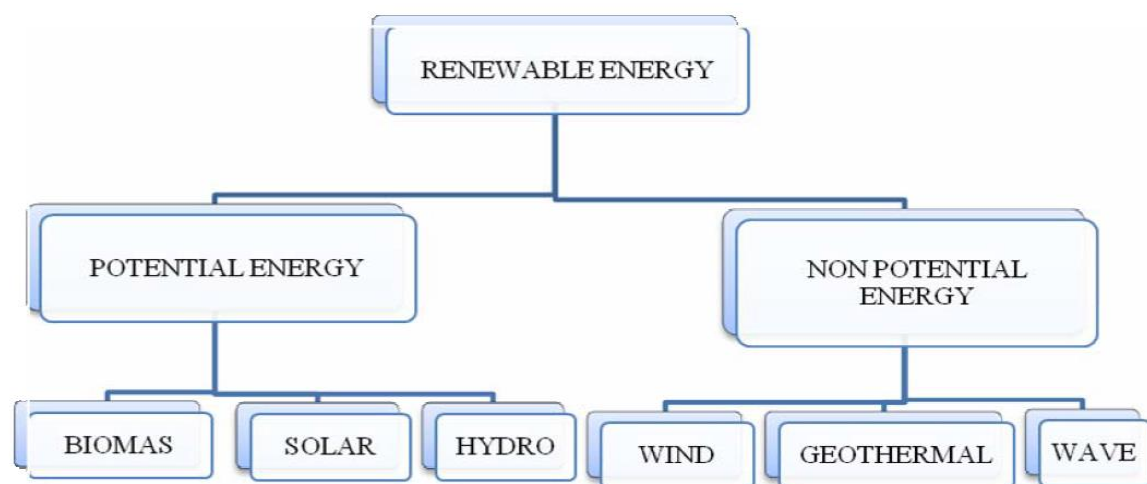 RENEWABLE ENERGY
POTENTIAL ENERGY
NON POTENTIAL
ENERGY
BIOMAS
SOLAR
HYDRO
WIND
GEOTHERMAL
WAVE